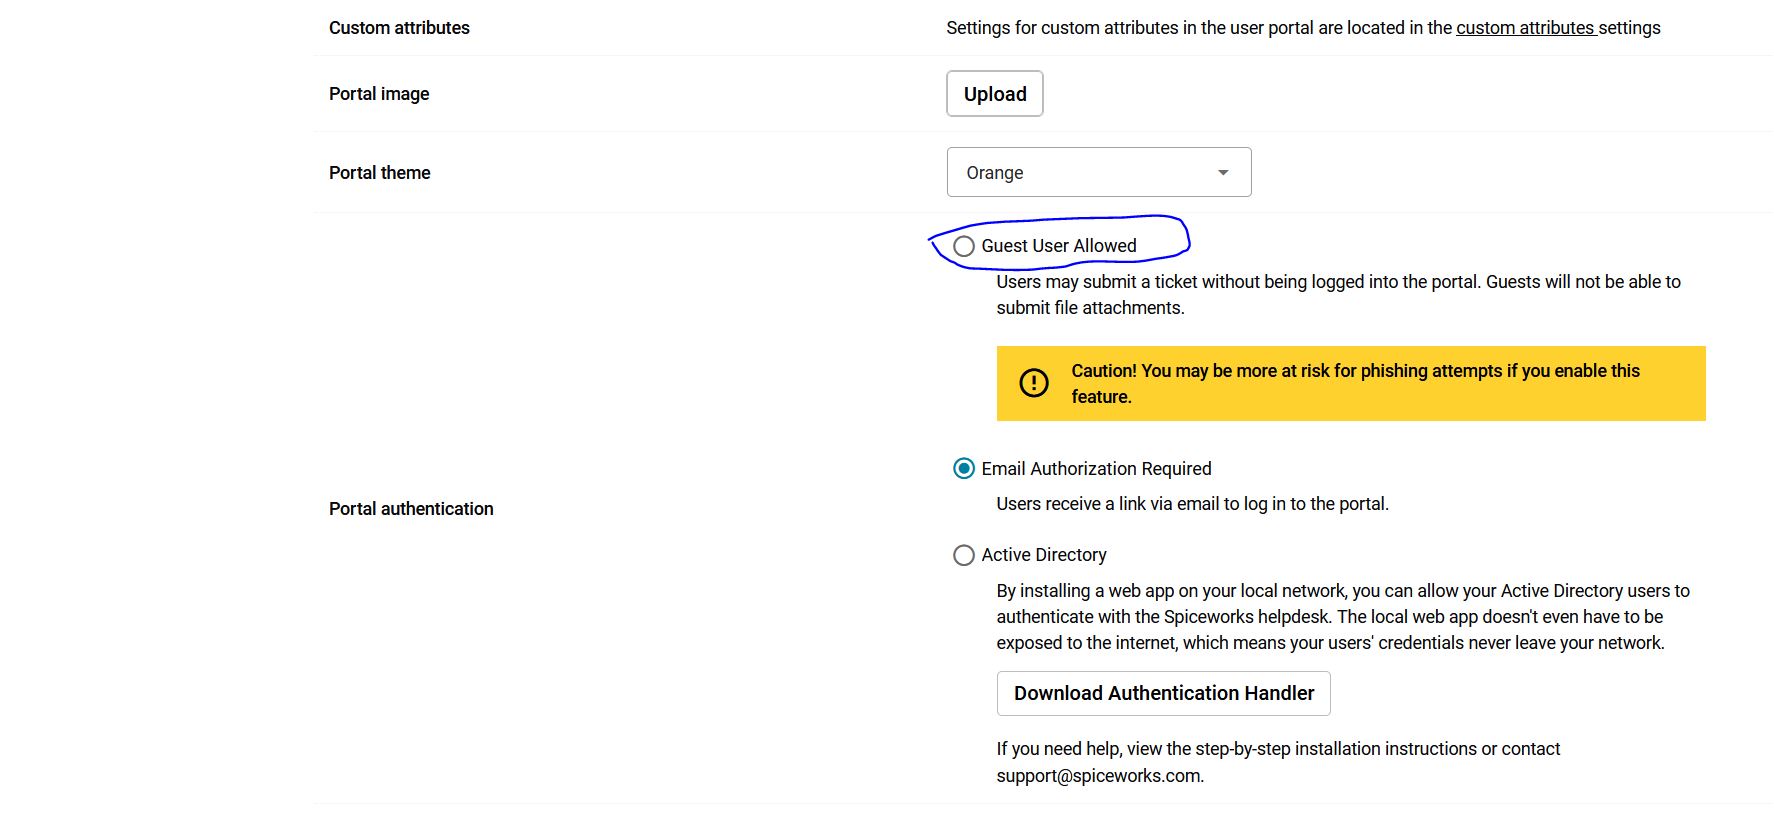 Custom attributes
Settings for custom attributes in the user portal are located in the custom attributes settings
Portal image
Upload
Portal theme
Orange
Guest User Allowed
Users may submit a ticket without being logged into the portal. Guests will not be able to
submit file attachments.
Caution! You may be more at risk for phishing attempts if you enable this
feature.
Email Authorization Required
Users receive a link via email to log in to the portal.
Portal authentication
Active Directory
By installing a web app on your local network, you can allow your Active Directory users to
authenticate with the Spiceworks helpdesk. The local web app doesn't even have to be
exposed to the internet, which means your users' credentials never leave your network.
Download Authentication Handler
If you need help, view the step-by-step installation instructions or contact
support@spiceworks.com.